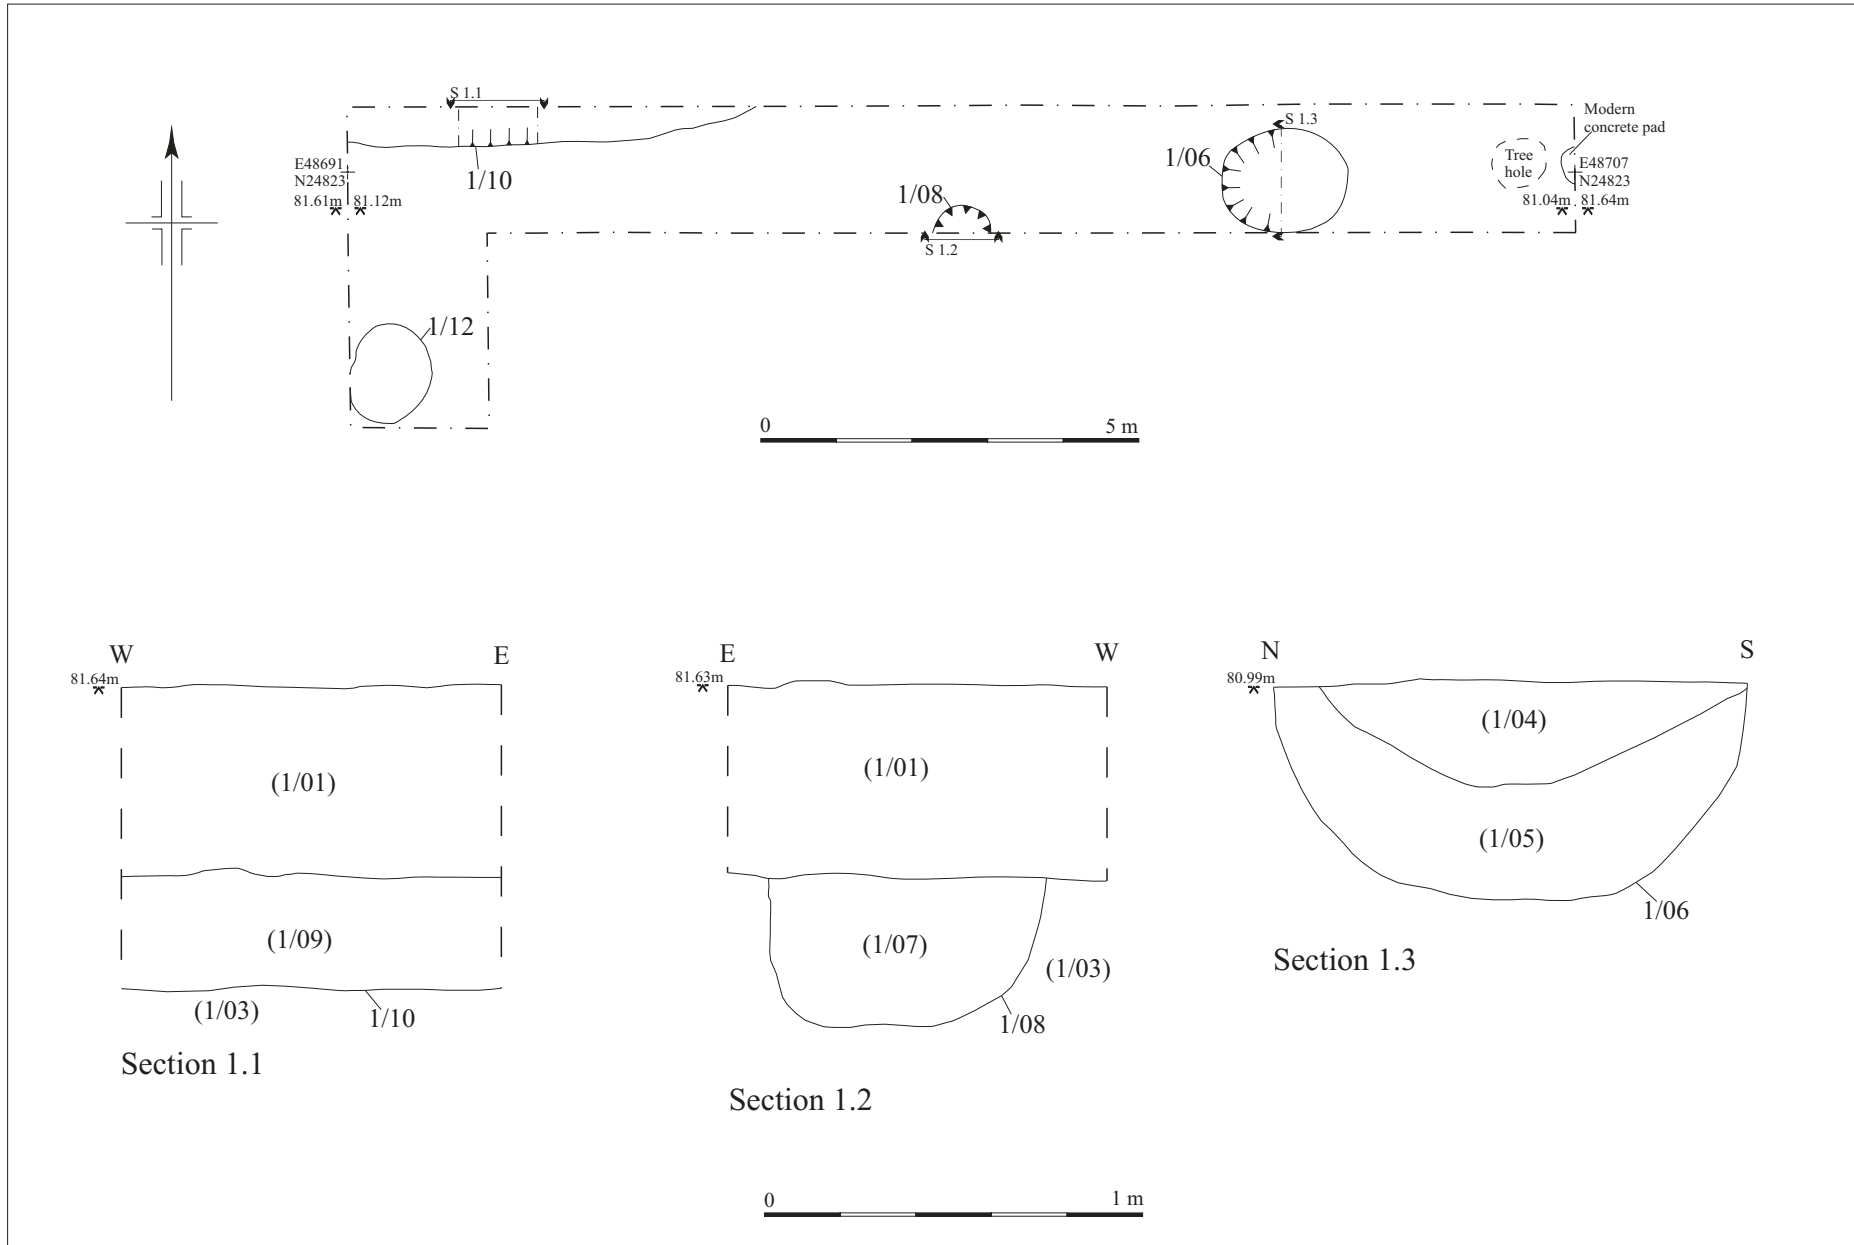 S 1.1
Modern
concrete pad
S 1.3
E48691
N24823
1/10
1/06
Tree
hole
E48707
N24823
81.61m
81.12m
1/08
81.04m
81.64m
S 1.2
1/12
0
5 m
W
E
E
W
N
S
81.64m
81.63m
80.99m
(1/01)
(1/01)
(1/04)
(1/05)
(1/09)
(1/07)
(1/03)
1/06
(1/03)
1/10
1/08
Section 1.3
Section 1.1
Section 1.2
0
1 m